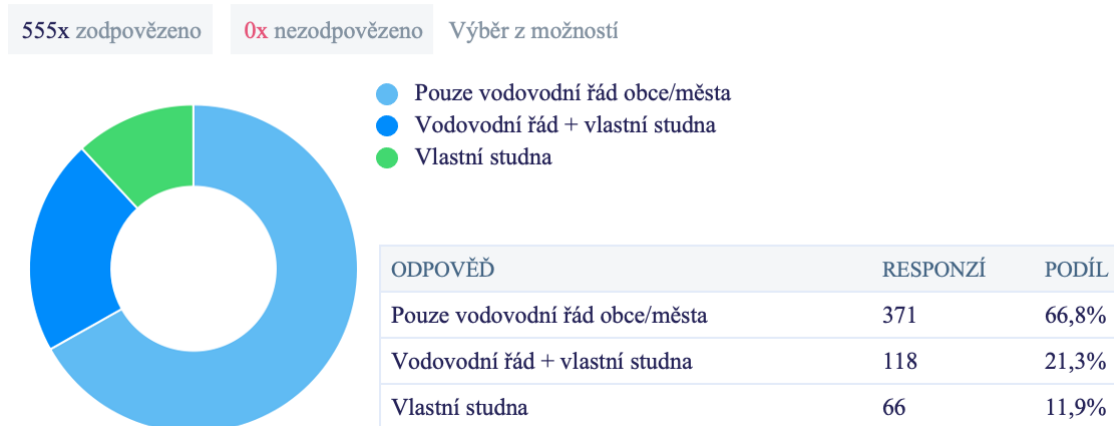 555x zodpovězeno 0x nezodpovězeno Výběr z možností
Pouze vodovodní řád obce/města
Vodovodní řád + vlastní studna
Vlastní studna
ODPOVĚĎ RESPONZÍ PODÍL
Pouze vodovodní řád obce/města 371 66,8%
Vodovodní řád + vlastní studna 118 21,3%
Vlastní studna 66 11,9%